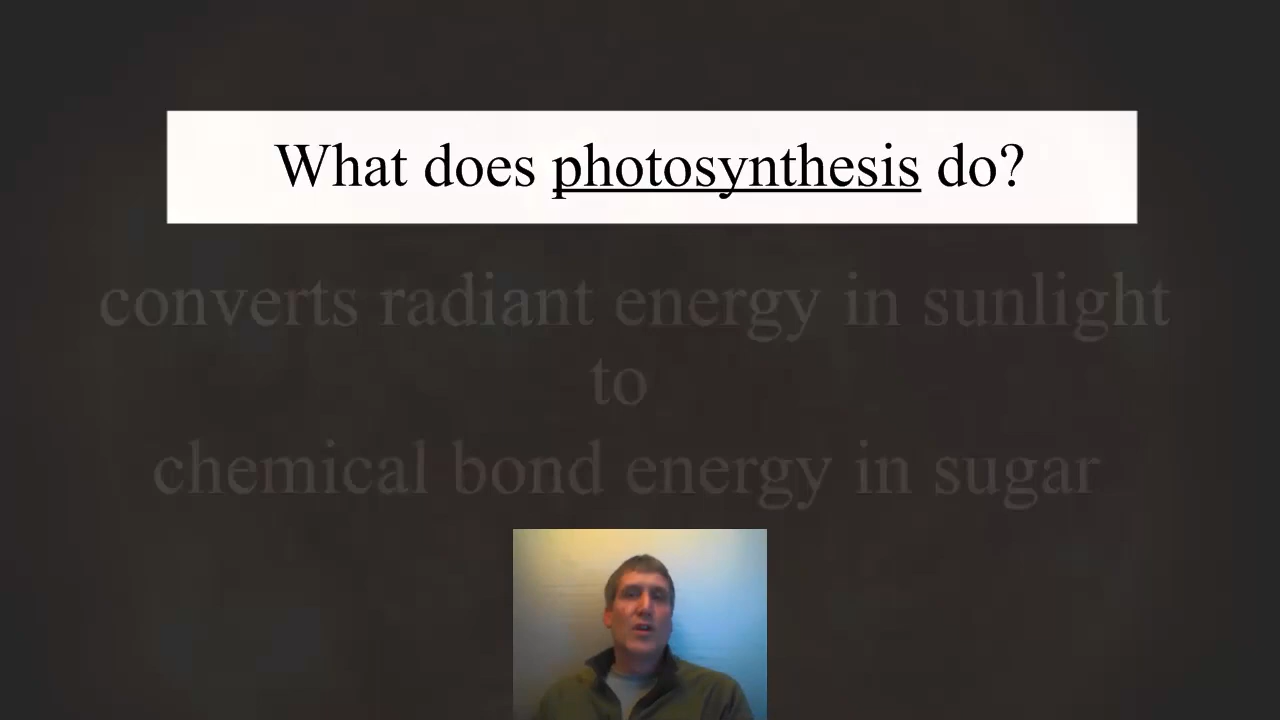 What does photosynthesis do?
converts radiant energy in sunlight
to
chemical bond energy in sugar